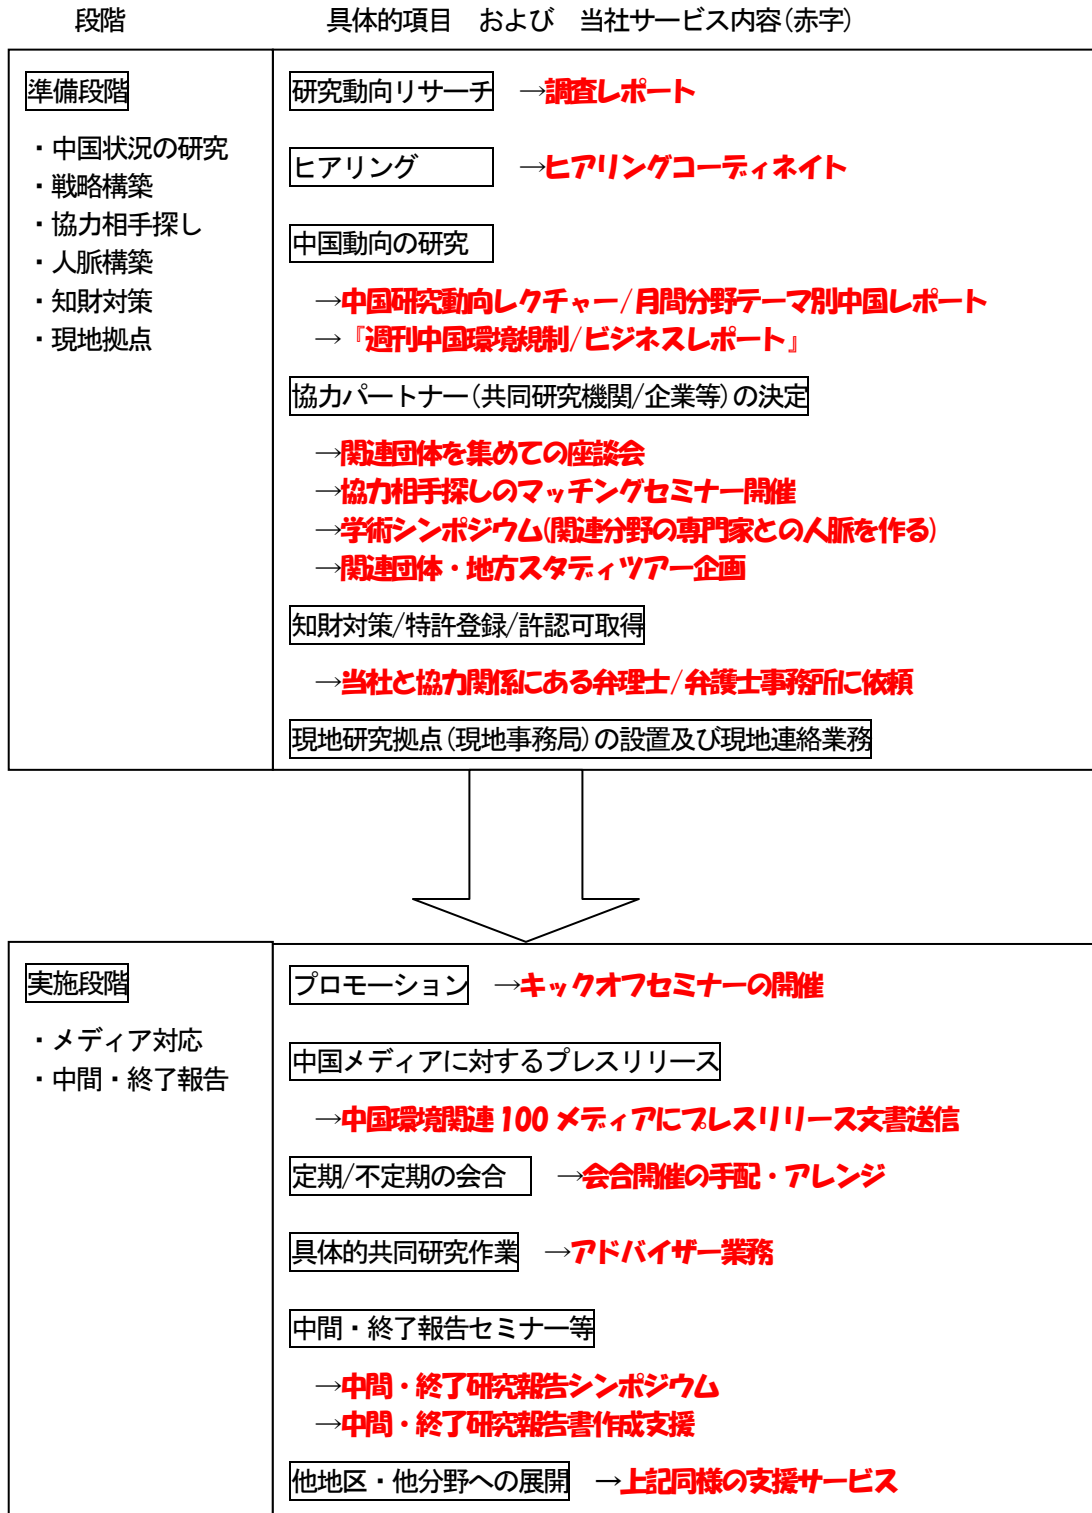 段階　具体的項目　および　当社サービス内容(赤字)
準備段階
・中国状況の研究
・戦略構築
・協力相手探し
・人脈構築
・知財対策
・現地拠点
研究動向リサーチ　→調査レポート
ヒアリング　→ヒアリングコーディネイト
中国動向の研究
→中国研究動向レクチャー/月間分野テーマ別中国レポート
→『週刊中国環境規制/ビジネスレポート』
協力パートナー(共同研究機関/企業等)の決定
→関連団体を集めての座談会
→協力相手探しのマッチングセミナー開催
→学術シンポジウム(関連分野の専門家との人脈を作る)
→関連団体・地方スタディツアー企画
知財対策/特許登録/許認可取得
→当社と協力関係にある弁理士/弁護士事務所に依頼
現地研究拠点(現地事務局)の設置及び現地連絡業務
実施段階
・メディア対応
・中間・終了報告
プロモーション　→キックオフセミナーの開催
中国メディアに対するプレスリリース
→中国環境関連100メディアにプレスリリース文書送信
定期/不定期の会合　→会合開催の手配・アレンジ
具体的共同研究作業　→アドバイザー業務
中間・終了報告セミナー等
→中間・終了研究報告シンポジウム
→中間・終了研究報告書作成支援
他地区・他分野への展開　→上記同様の支援サービス